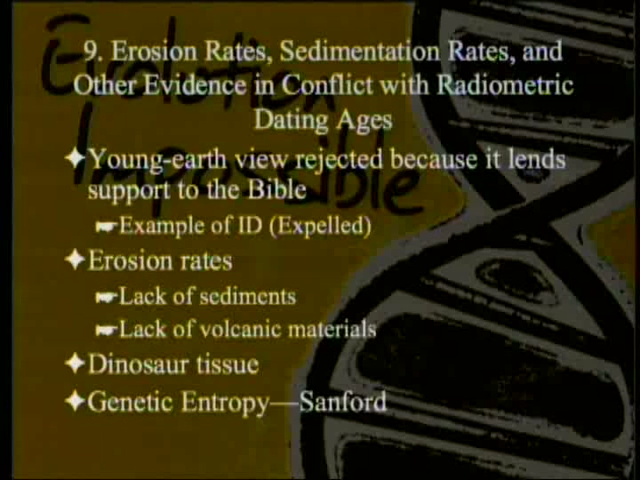 Evolution
Impossible
9. Erosion Rates, Sedimentation Rates, and
Other Evidence in Conflict with Radiometric
Dating Ages
Young-earth view rejected because it lends
support to the Bible
Example of ID (Expelled)
Erosion rates
Lack of sediments
Lack of volcanic materials
Dinosaur tissue
Genetic Entropy—Sanford